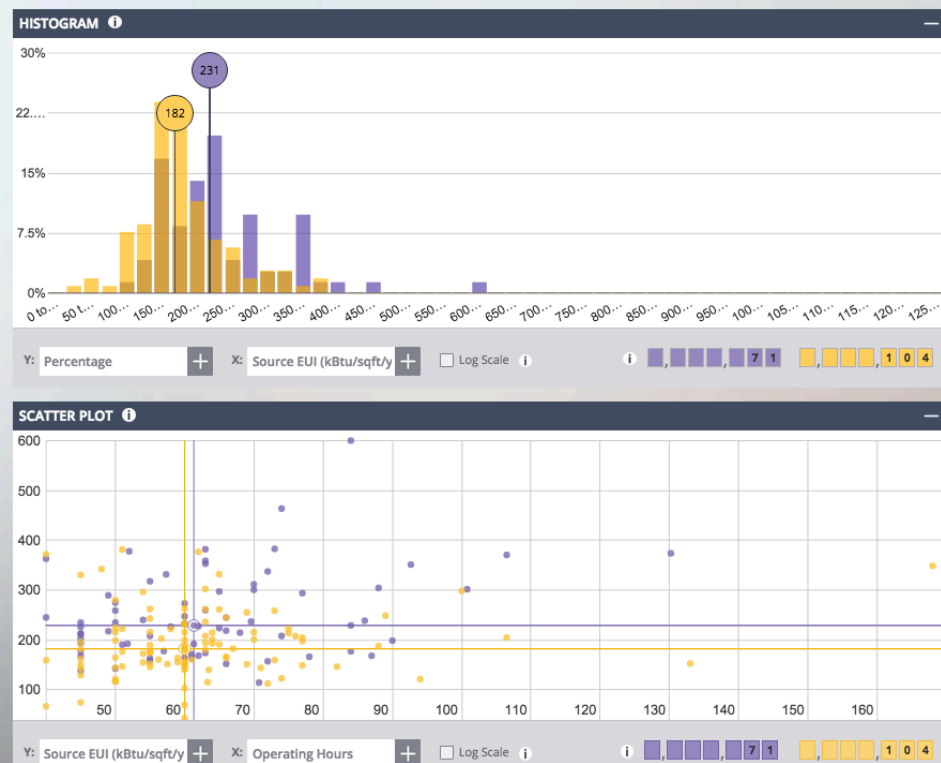 HISTOGRAM i
30%
22....
15%
7.5%
0%
231
182
0 to... 50 t... 100... 150... 200... 250... 300... 350... 400... 450... 500... 550... 600... 650... 700... 750... 800... 850... 900... 950... 100... 105... 110... 115... 120... 125...
Y: Percentage + X: Source EUI (kBtu/sqft/y + Log Scale i i , , 7 1 , , 1 0 4
SCATTER PLOT i
600
500
400
300
200
100
50 60 70 80 90 100 110 120 130 140 150 160
Y: Source EUI (kBtu/sqft/y + X: Operating Hours + Log Scale i i , , 7 1 , , 1 0 4